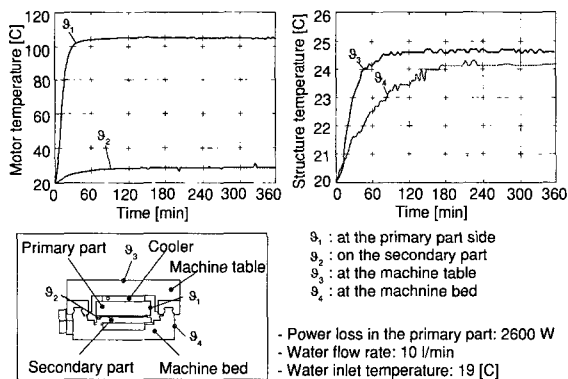 Motor temperature [C]
120
100
80
60
40
20
ϑ₁
ϑ₂
0 60 120 180 240 300 360
Time [min]
Structure temperature [C]
26
25
24
23
22
21
20
ϑ₃
ϑ₄
0 60 120 180 240 300 360
Time [min]
Primary part
ϑ₃
Cooler
Machine table
ϑ₂
ϑ₁
ϑ₄
Secondary part
Machine bed
ϑ₁ : at the primary part side
ϑ₂ : on the secondary part
ϑ₃ : at the machine table
ϑ₄ : at the machnine bed
- Power loss in the primary part: 2600 W
- Water flow rate: 10 l/min
- Water inlet temperature: 19 [C]